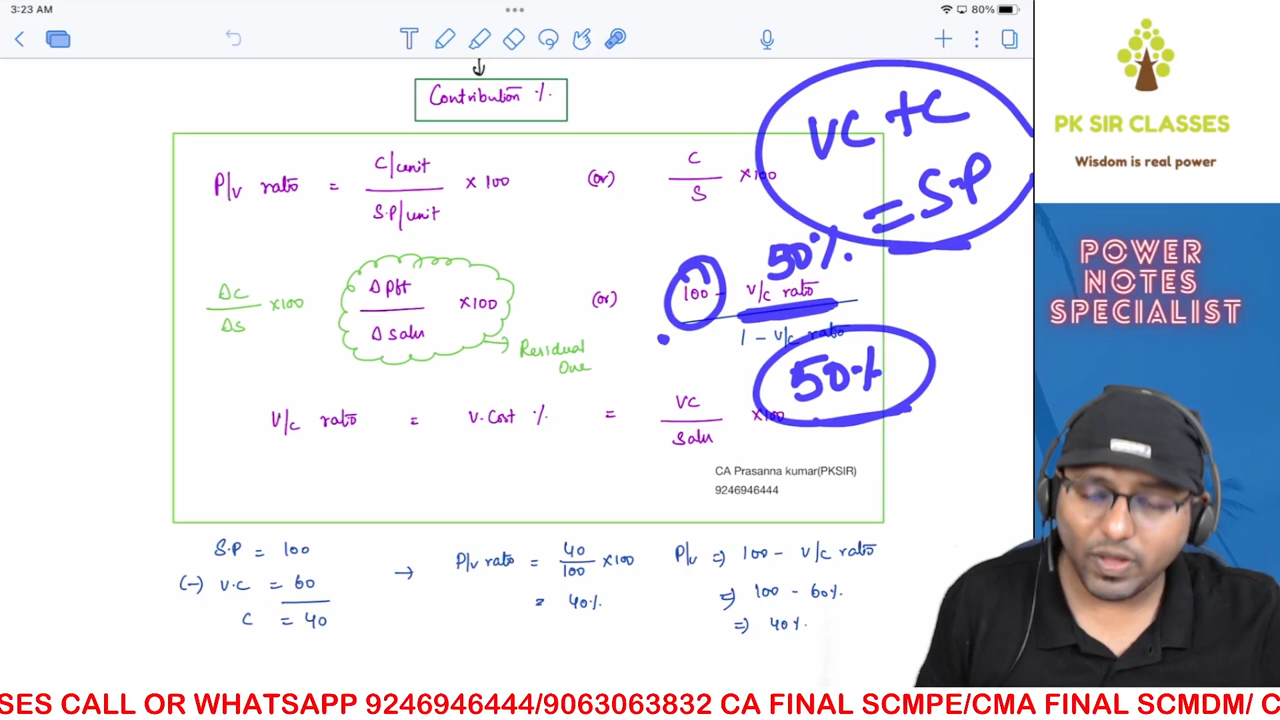 3:23 AM
80%
Contribution %
P/V ratio = C/unit / S.P/unit × 100 (or) C / S ×100
VC + C
= S.P
50%
ΔC / ΔS ×100
ΔPft / ΔSales ×100 (or) 100 - V/C ratio
1 - V/C ratio
Residual
One
50%
V/C ratio = V.Cost % = VC / Sales ×100
CA Prasanna kumar(PKSIR)
9246946444
S.P = 100
(-) V.C = 60
C = 40
→ P/V ratio = 40 / 100 ×100
= 40%
P/V ⇒ 100 - V/C ratio
⇒ 100 - 60%
⇒ 40%
PK SIR CLASSES
Wisdom is real power
POWER
NOTES
SPECIALIST
SES CALL OR WHATSAPP 9246946444/9063063832 CA FINAL SCMPE/CMA FINAL SCMDM/ C